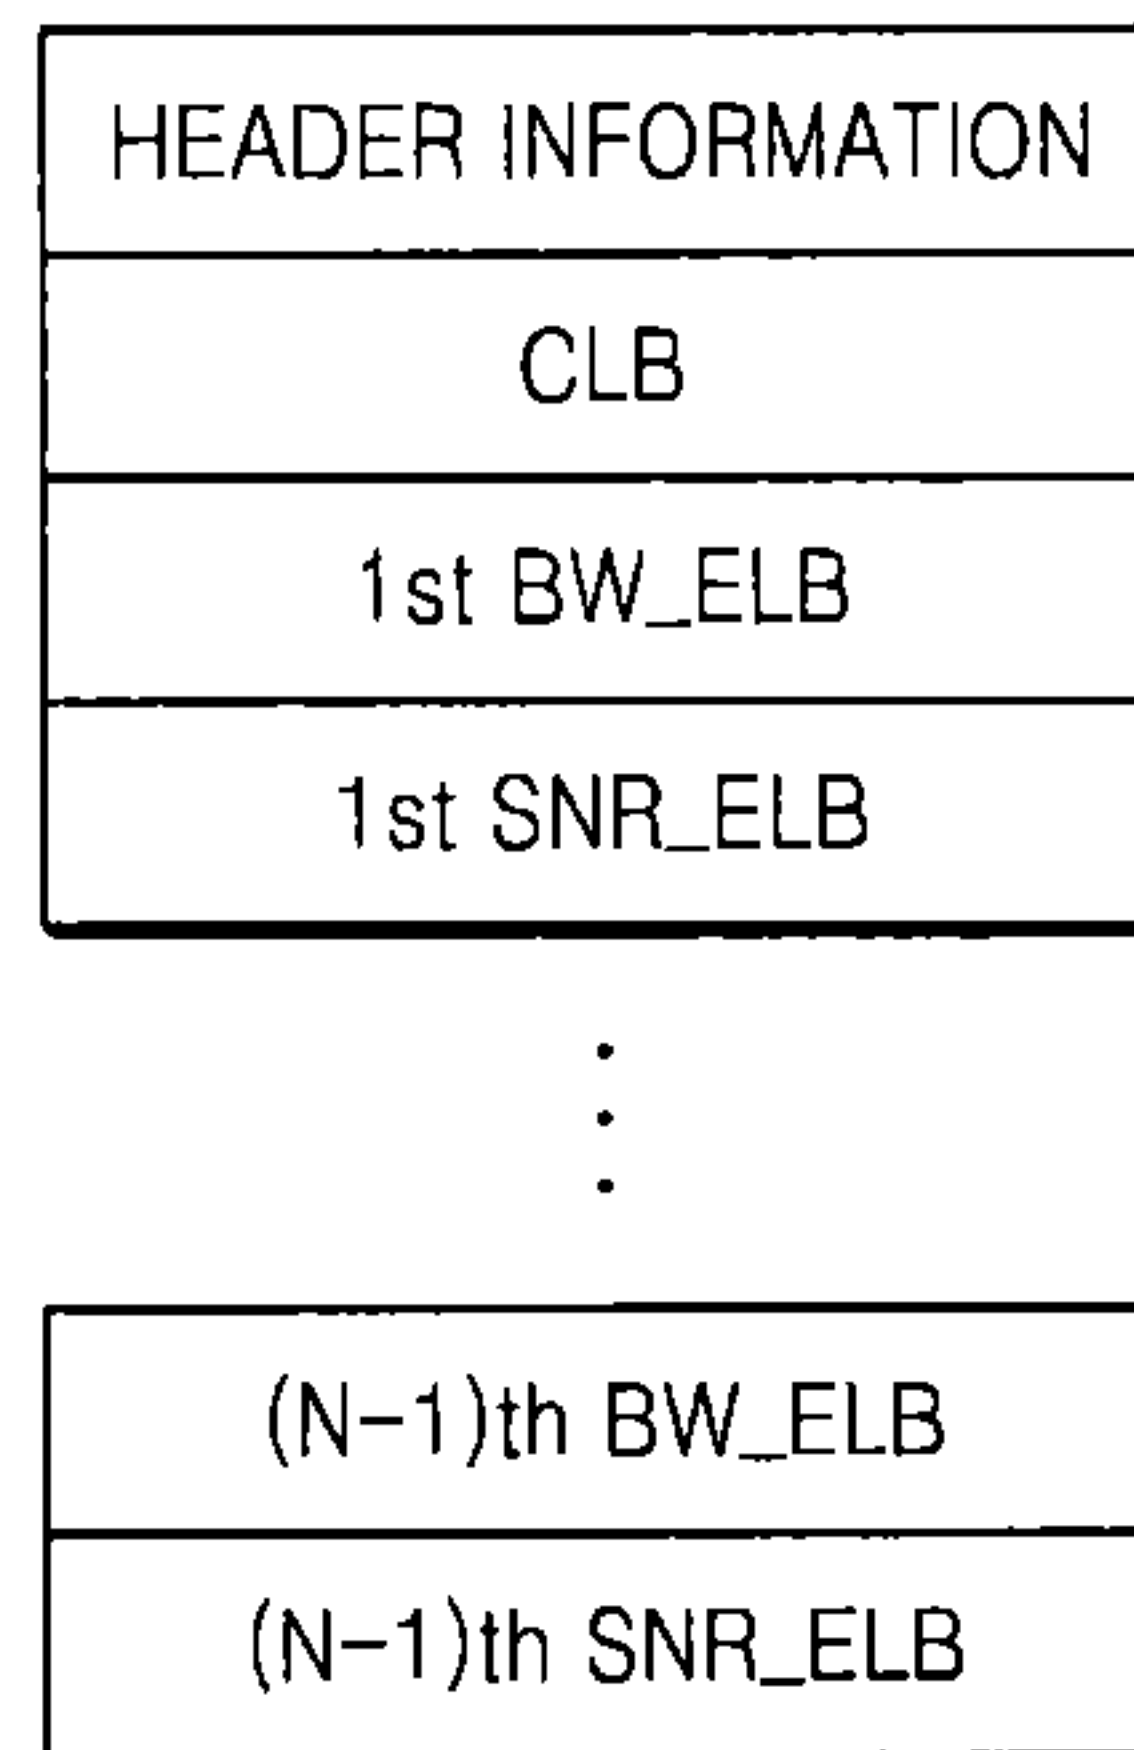 HEADER INFORMATION
CLB
1st BW_ELB
1st SNR_ELB
(N-1)th BW_ELB
(N-1)th SNR_ELB